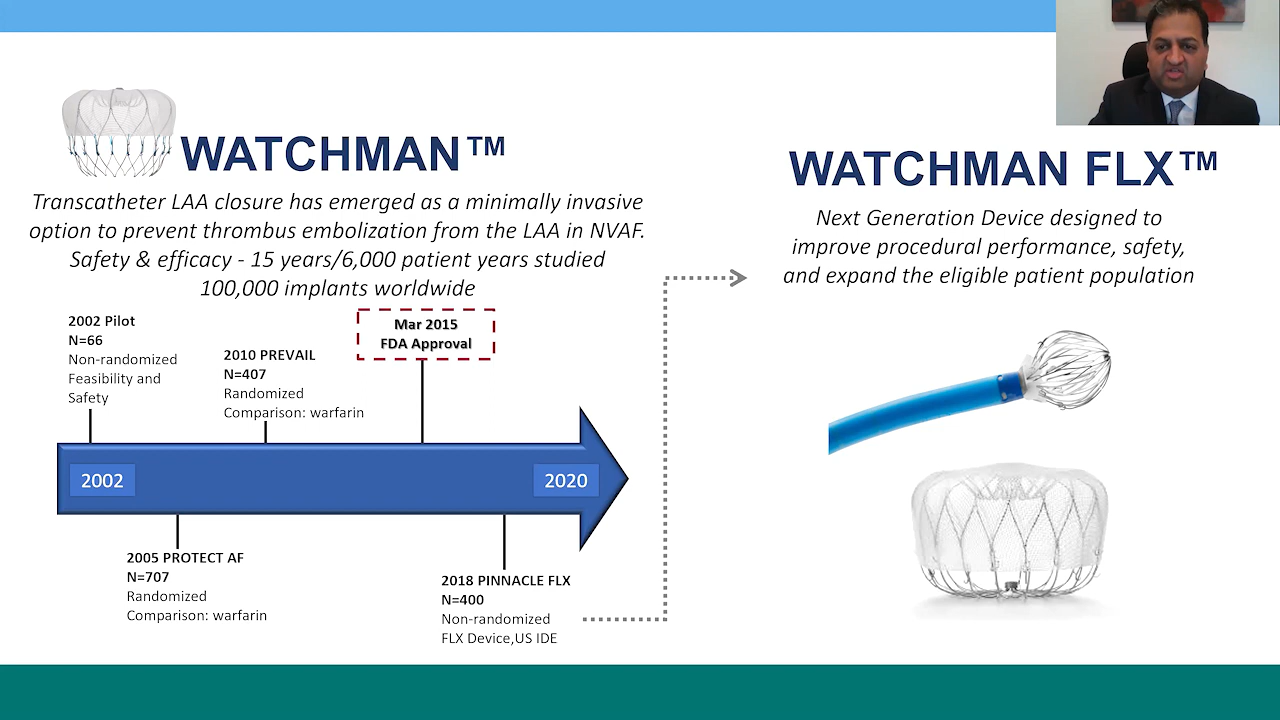 WATCHMAN™
Transcatheter LAA closure has emerged as a minimally invasive
option to prevent thrombus embolization from the LAA in NVAF.
Safety & efficacy - 15 years/6,000 patient years studied
100,000 implants worldwide
2002 Pilot
N=66
Non-randomized
Feasibility and
Safety
2010 PREVAIL
N=407
Randomized
Comparison: warfarin
Mar 2015
FDA Approval
2002
2020
2005 PROTECT AF
N=707
Randomized
Comparison: warfarin
2018 PINNACLE FLX
N=400
Non-randomized
FLX Device,US IDE
WATCHMAN FLX™
Next Generation Device designed to
improve procedural performance, safety,
and expand the eligible patient population